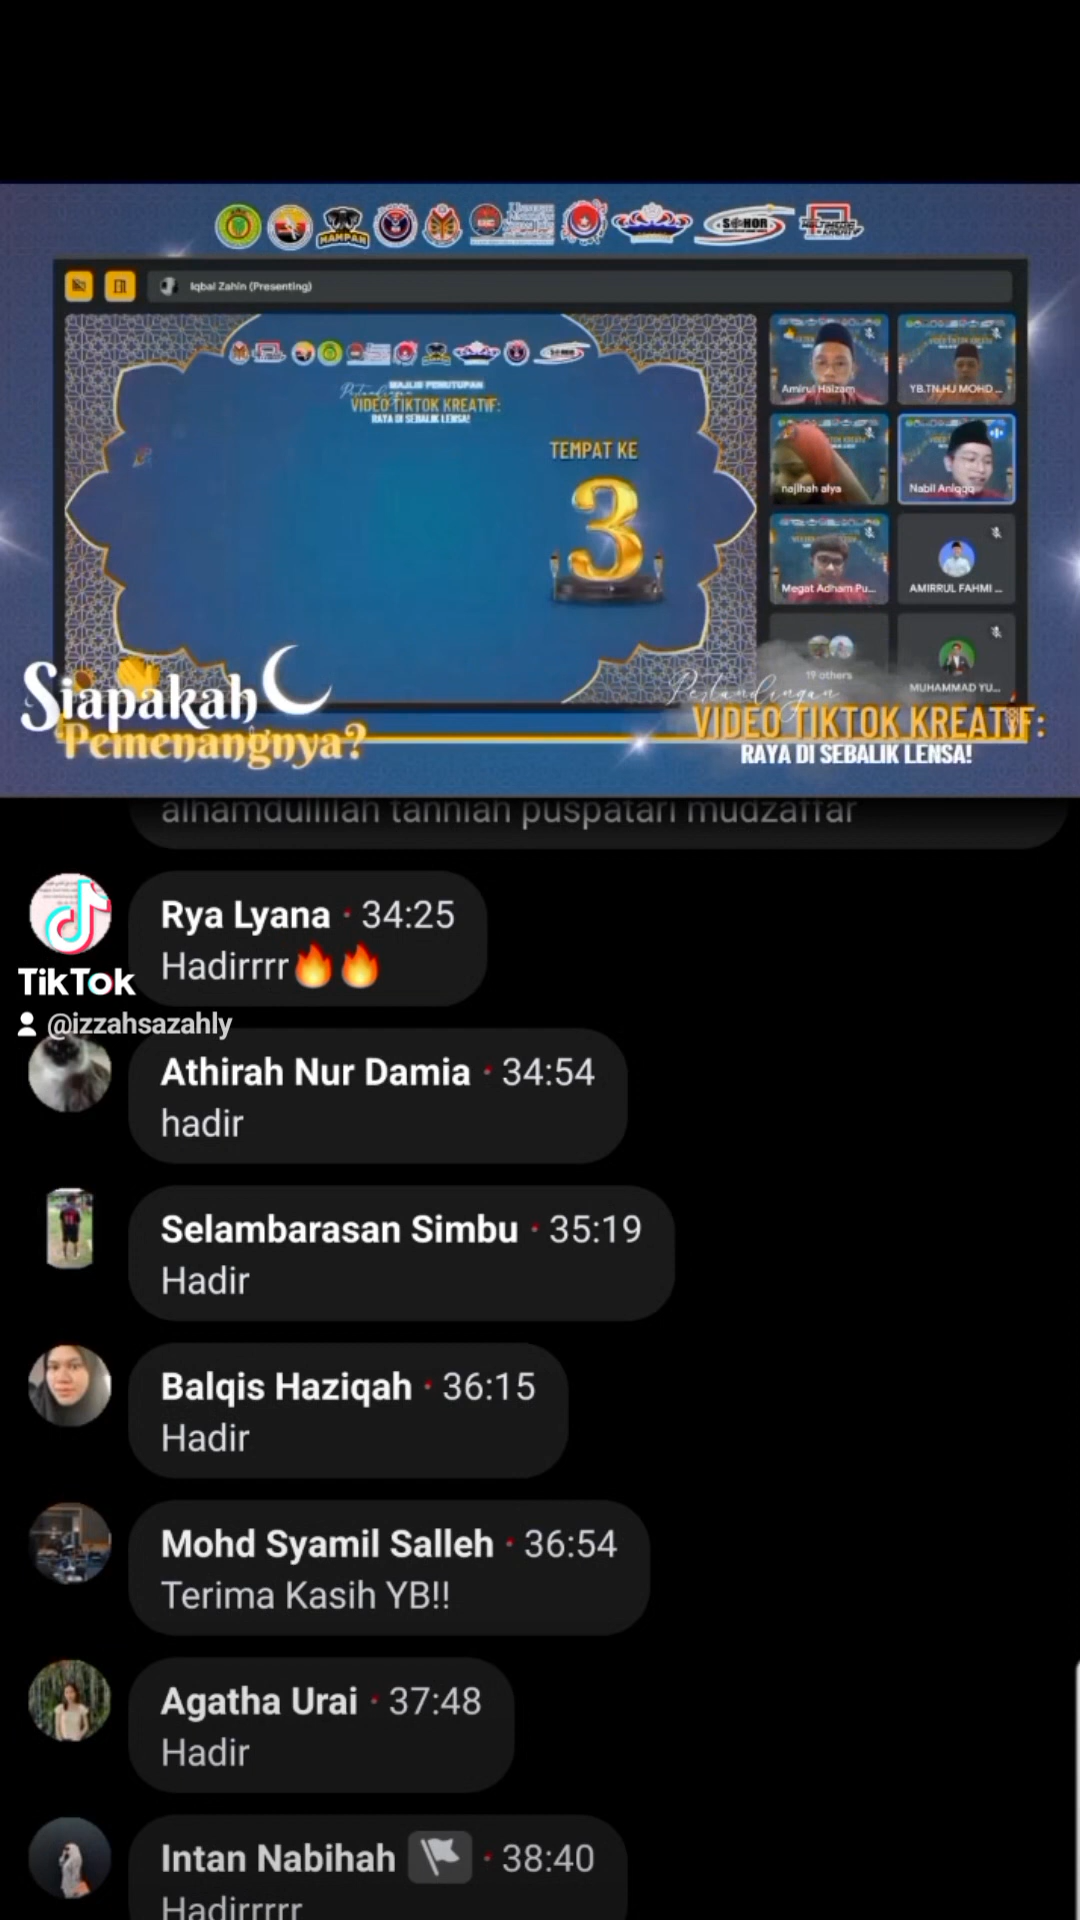 MAMPAN
S HOR
Iqbal Zahin (Presenting)
MAJLIS PENUTUPAN
Pertandingan
VIDEO TIKTOK KREATIF:
RAYA DI SEBALIK LENSA!
TEMPAT KE
3
Amirul Haizam
YB.TN.HJ MOHD ...
najihah alya
Nabil Aniqqq
Megat Adham Pu...
AMIRRUL FAHMI ...
19 others
MUHAMMAD YU...
Siapakah
Pemenangnya?
Pertandingan
VIDEO TIKTOK KREATIF:
RAYA DI SEBALIK LENSA!
alhamdulillah tahniah puspatari mudzaffar
Rya Lyana · 34:25
Hadirrrr🔥🔥
TikTok
@izzahsazahly
Athirah Nur Damia · 34:54
hadir
Selambarasan Simbu · 35:19
Hadir
Balqis Haziqah · 36:15
Hadir
Mohd Syamil Salleh · 36:54
Terima Kasih YB!!
Agatha Urai · 37:48
Hadir
Intan Nabihah · 38:40
Hadirrrrr